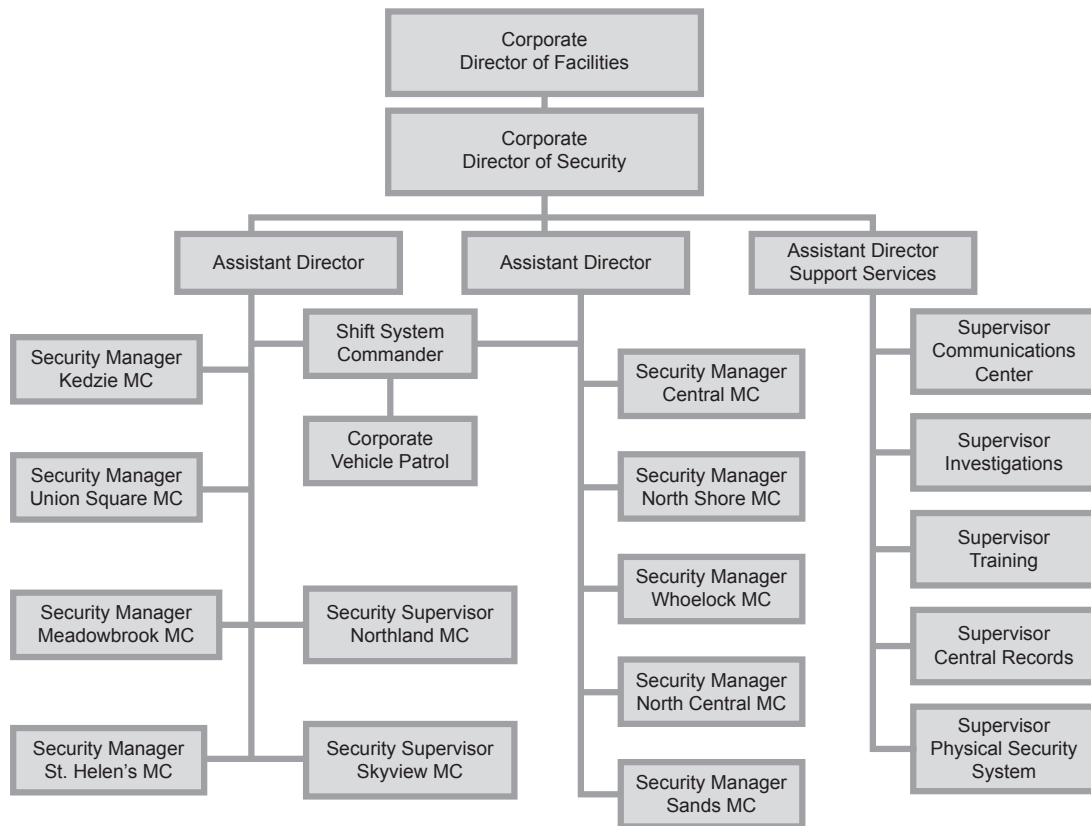 Corporate
Director of Facilities
Corporate
Director of Security
Assistant Director
Assistant Director
Assistant Director
Support Services
Shift System
Commander
Corporate
Vehicle Patrol
Security Manager
Kedzie MC
Security Manager
Union Square MC
Security Manager
Meadowbrook MC
Security Supervisor
Northland MC
Security Manager
St. Helen's MC
Security Supervisor
Skyview MC
Security Manager
Central MC
Security Manager
North Shore MC
Security Manager
Whoelock MC
Security Manager
North Central MC
Security Manager
Sands MC
Supervisor
Communications
Center
Supervisor
Investigations
Supervisor
Training
Supervisor
Central Records
Supervisor
Physical Security
System